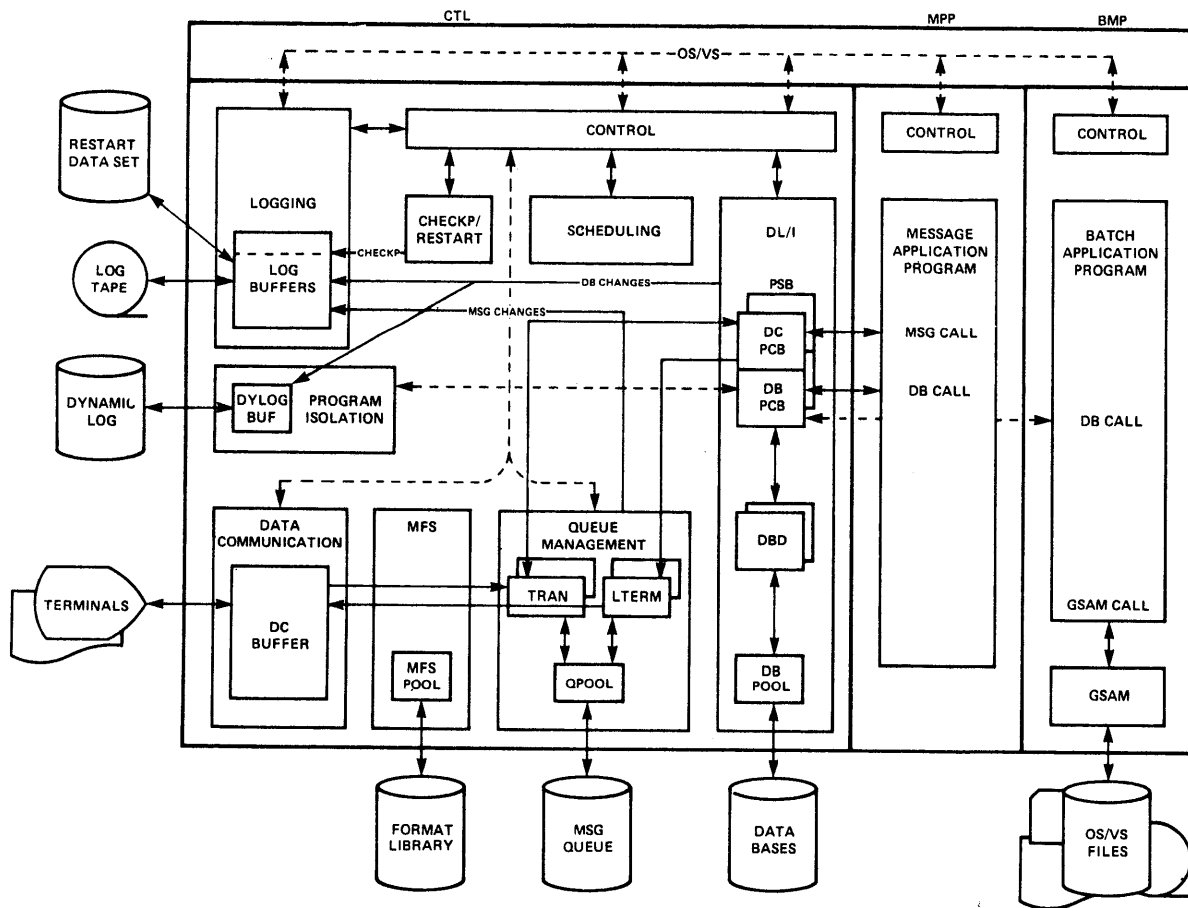 CTL
MPP
BMP
OS/VS
RESTART
DATA SET
LOGGING
CONTROL
CONTROL
CONTROL
CHECKP/
RESTART
SCHEDULING
DL/I
MESSAGE
APPLICATION
PROGRAM
BATCH
APPLICATION
PROGRAM
LOG
TAPE
LOG
BUFFERS
CHECKP
DB CHANGES
MSG CHANGES
PSB
DC
PCB
MSG CALL
DYNAMIC
LOG
DYLOG
BUF
PROGRAM
ISOLATION
DB
PCB
DB CALL
DB CALL
DATA
COMMUNICATION
MFS
QUEUE
MANAGEMENT
DBD
TERMINALS
DC
BUFFER
TRAN
LTERM
GSAM CALL
MFS
POOL
QPOOL
DB
POOL
GSAM
FORMAT
LIBRARY
MSG
QUEUE
DATA
BASES
OS/VS
FILES